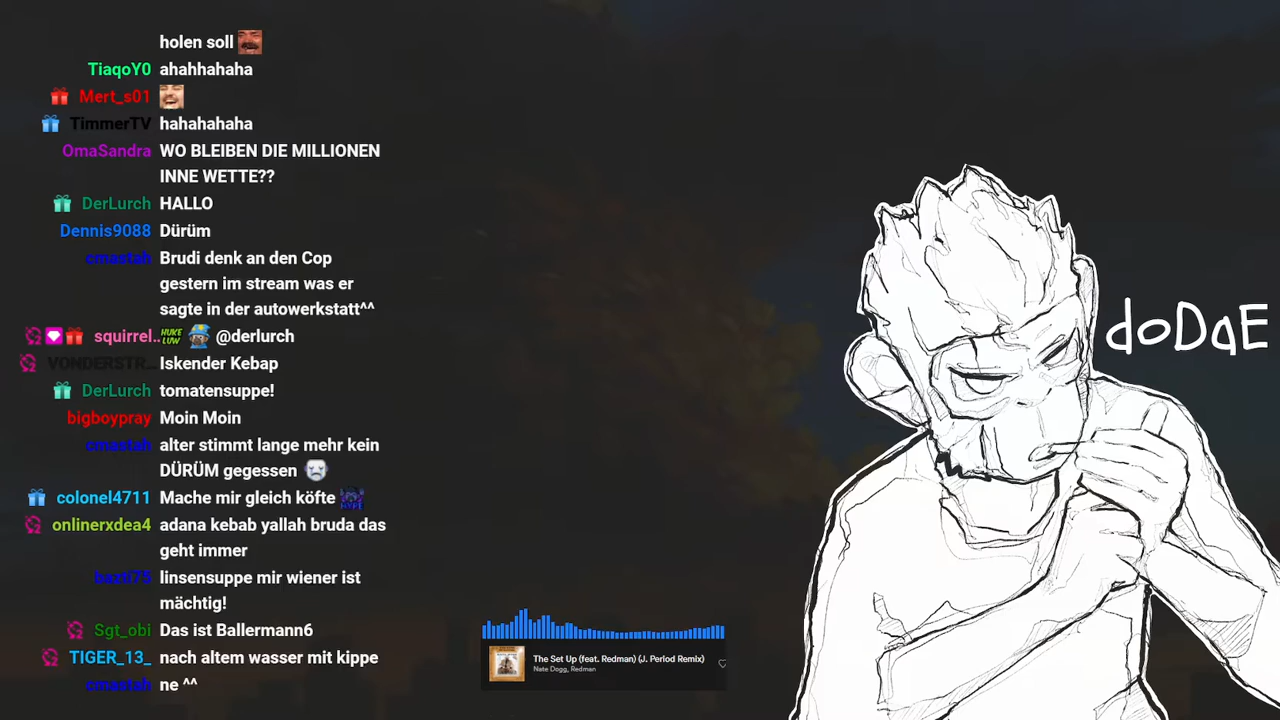 holen soll
TiaqoY0 ahahhahaha
Mert_s01
TimmerTV hahahahaha
OmaSandra WO BLEIBEN DIE MILLIONEN
INNE WETTE??
DerLurch HALLO
Dennis9088 Dürüm
cmastah Brudi denk an den Cop
gestern im stream was er
sagte in der autowerkstatt^^
squirrel.. @derlurch
VONDERSTR... Iskender Kebap
DerLurch tomatensuppe!
bigboypray Moin Moin
cmastah alter stimmt lange mehr kein
DÜRÜM gegessen
colonel4711 Mache mir gleich köfte
onlinerxdea4 adana kebab yallah bruda das
geht immer
baxti75 linsensuppe mir wiener ist
mächtig!
Sgt_obi Das ist Ballermann6
TIGER_13_ nach altem wasser mit kippe
cmastah ne ^^
doDaE
The Set Up (feat. Redman) (J. Period Remix)
Nate Dogg, Redman